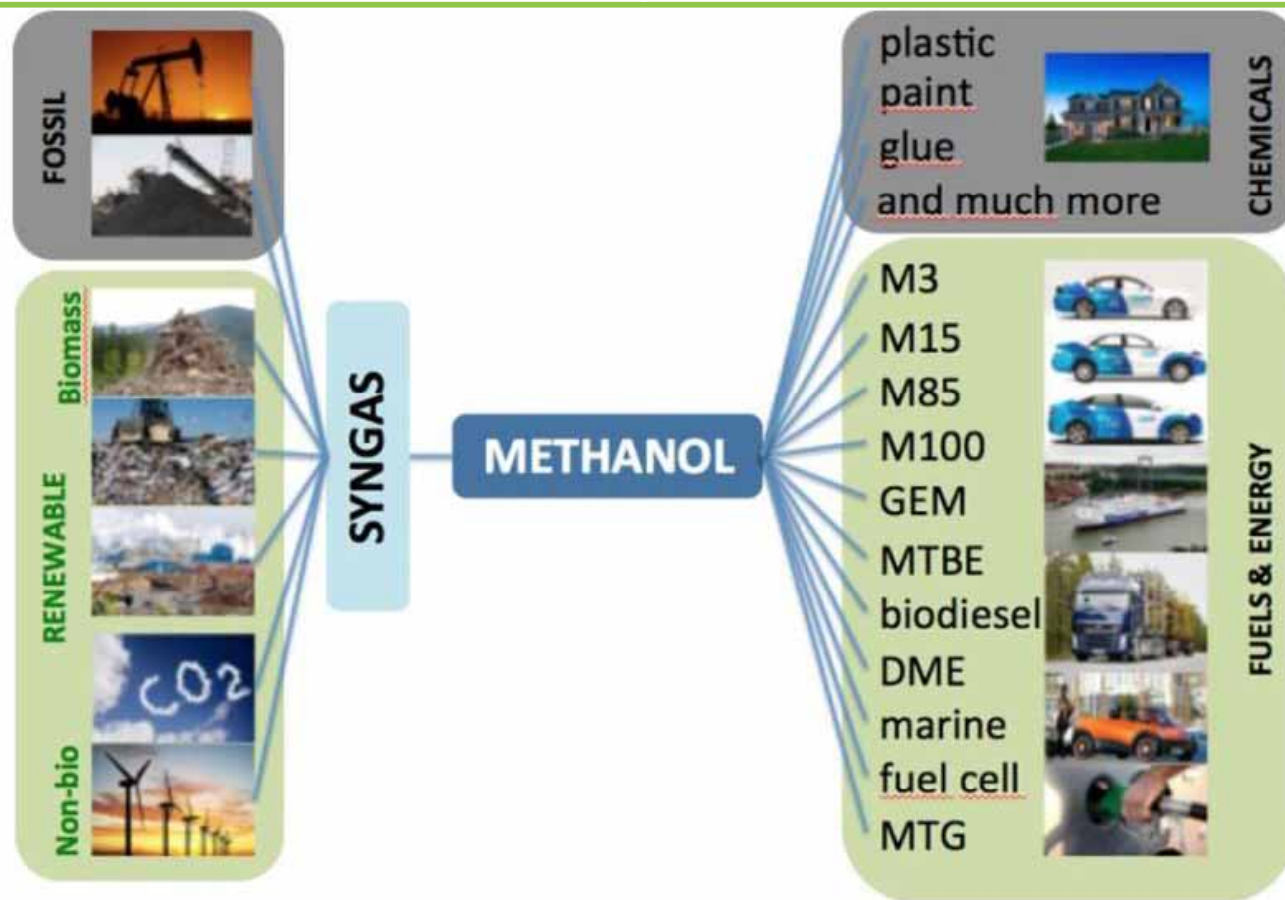 FOSSIL
Biomass
RENEWABLE
Non-bio
CO2
SYNGAS
METHANOL
plastic
paint
glue
and much more
CHEMICALS
M3
M15
M85
M100
GEM
MTBE
biodiesel
DME
marine
fuel cell
MTG
FUELS & ENERGY